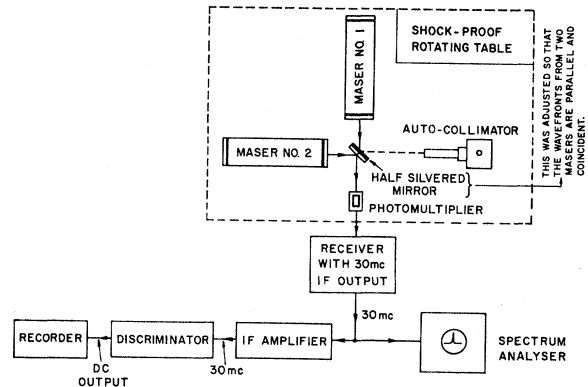 SHOCK-PROOF
ROTATING TABLE
MASER NO. 1
THIS WAS ADJUSTED SO THAT
THE WAVEFRONTS FROM TWO
MASERS ARE PARALLEL AND
COINCIDENT.
AUTO-COLLIMATOR
MASER NO. 2
HALF SILVERED
MIRROR
PHOTOMULTIPLIER
RECEIVER
WITH 30mc
IF OUTPUT
30mc
RECORDER
DISCRIMINATOR
IF AMPLIFIER
SPECTRUM
ANALYSER
DC
OUTPUT
30mc